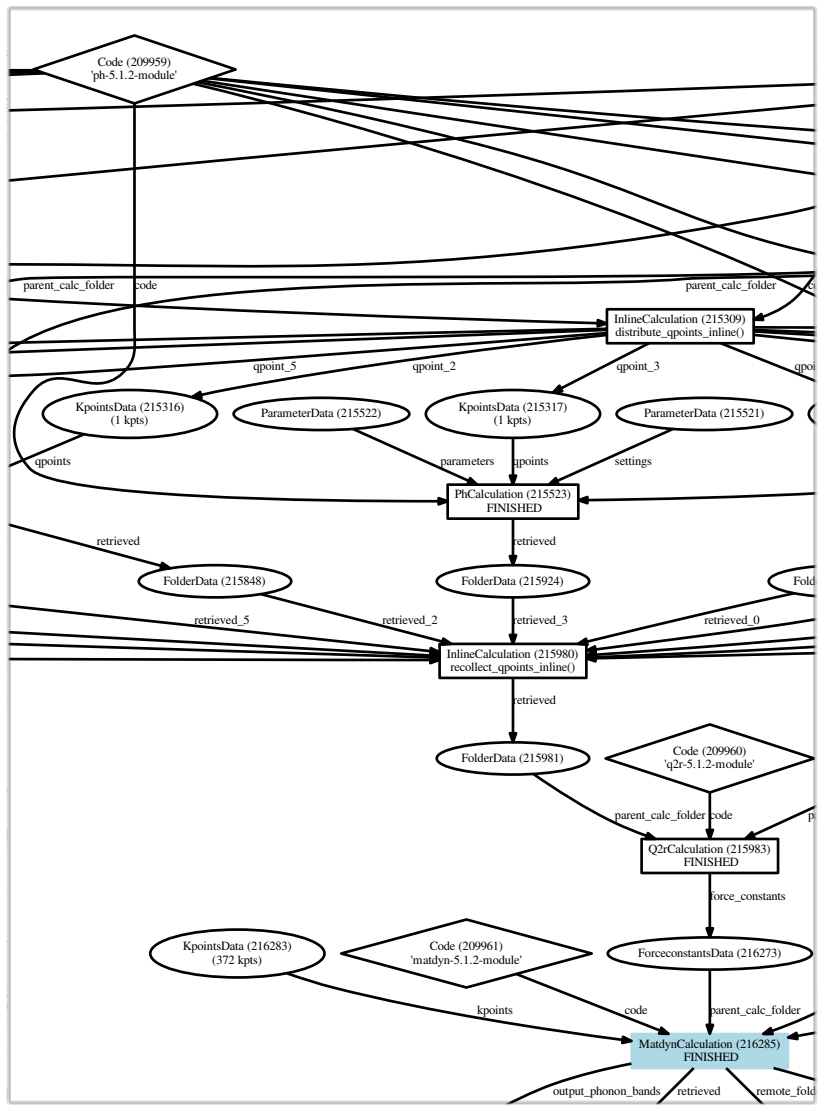 Code (209959)
'ph-5.1.2-module'
parent_calc_folder
code
parent_calc_folder
InlineCalculation (215309)
distribute_qpoints_inline()
qpoint_5
qpoint_2
qpoint_3
KpointsData (215316)
(1 kpts)
ParameterData (215522)
KpointsData (215317)
(1 kpts)
ParameterData (215521)
qpoints
parameters
qpoints
settings
PhCalculation (215523)
FINISHED
retrieved
retrieved
FolderData (215848)
FolderData (215924)
retrieved_5
retrieved_2
retrieved_3
retrieved_0
InlineCalculation (215980)
recollect_qpoints_inline()
retrieved
FolderData (215981)
Code (209960)
'q2r-5.1.2-module'
parent_calc_folder
code
Q2rCalculation (215983)
FINISHED
force_constants
KpointsData (216283)
(372 kpts)
Code (209961)
'matdyn-5.1.2-module'
ForceconstantsData (216273)
kpoints
code
parent_calc_folder
MatdynCalculation (216285)
FINISHED
output_phonon_bands
retrieved
remote_fold